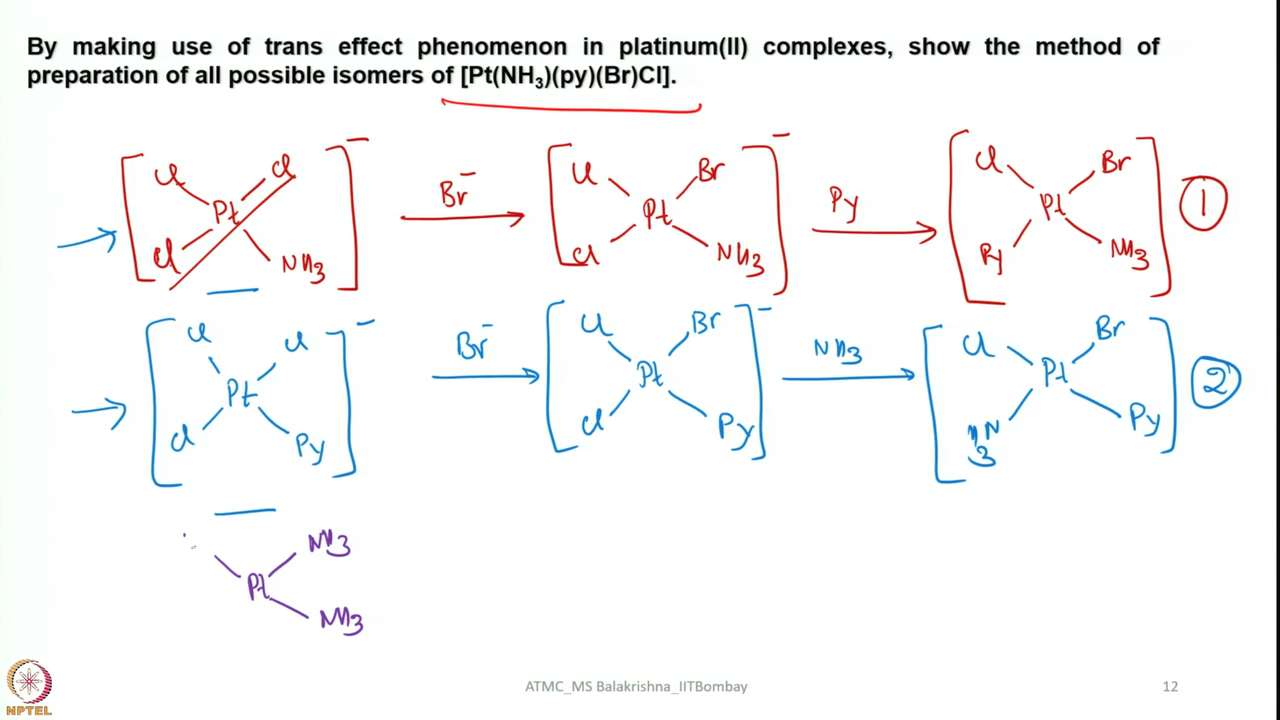 By making use of trans effect phenomenon in platinum(II) complexes, show the method of
preparation of all possible isomers of [Pt(NH₃)(py)(Br)Cl].
[Cl Cl Pt Cl NH₃]⁻ Br⁻ [Cl Br Pt Cl NH₃]⁻ Py [Cl Br Pt Py NH₃] 1
[Cl Cl Pt Cl Py]⁻ Br⁻ [Cl Br Pt Cl Py]⁻ NH₃ [Cl Br Pt H₃N Py] 2
NH₃
Pt
NH₃
NPTEL
ATMC_MS Balakrishna_IITBombay
12